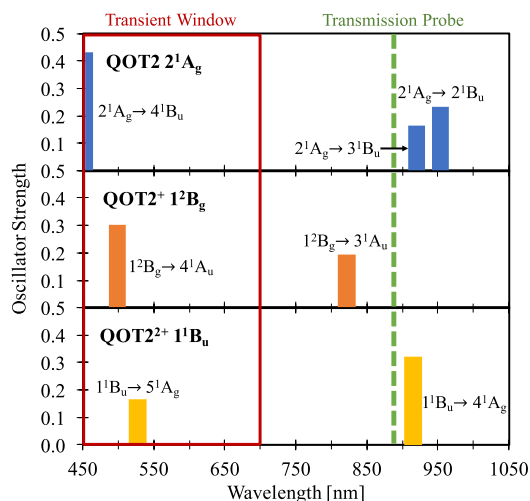 Transient Window Transmission Probe
0.5
QOT2 2¹Ag
0.4
2¹Ag→ 2¹Bu
0.3
2¹Ag→ 4¹Bu
0.2
2¹Ag→ 3¹Bu
0.1
0.5
QOT2⁺ 1²Bg
0.4
0.3
1²Bg→ 3¹Au
0.2
1²Bg→ 4¹Au
0.1
0.5
QOT2²⁺ 1¹Bu
0.4
0.3
1¹Bu→ 5¹Ag
1¹Bu→ 4¹Ag
0.2
0.1
0.0
450 550 650 750 850 950 1050
Wavelength [nm]
Oscillator Strength